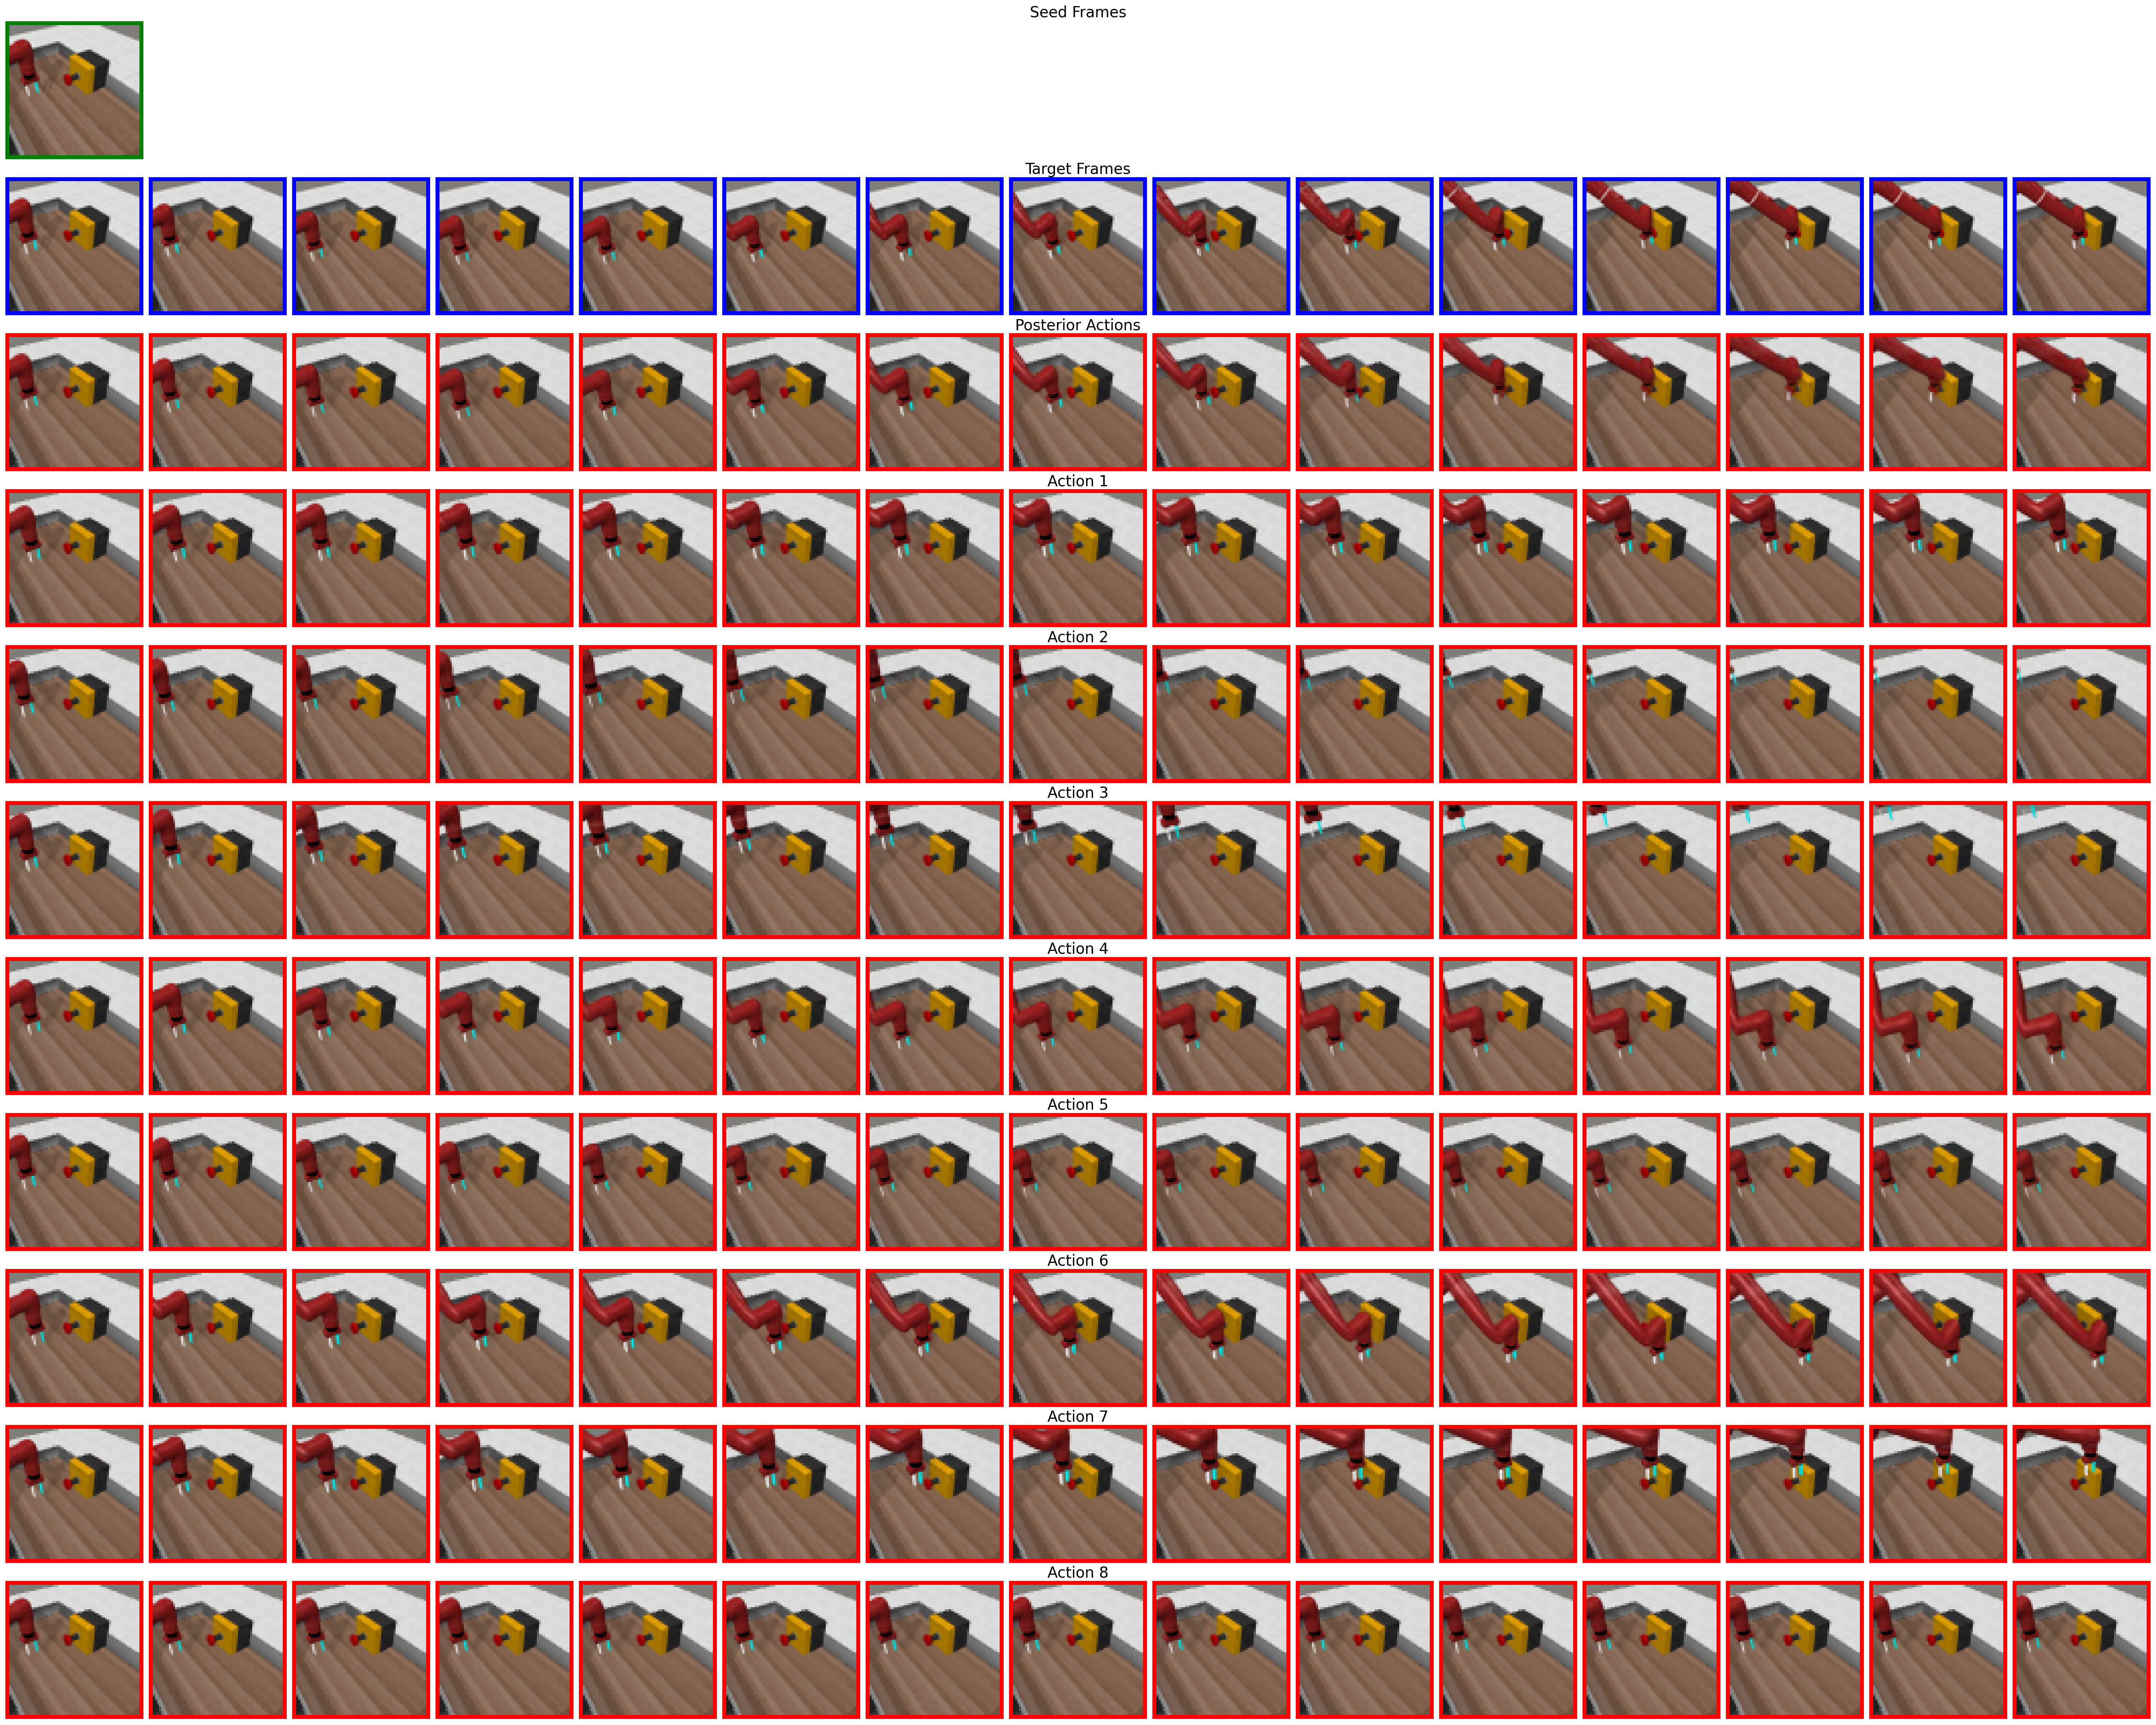 Seed Frames
Target Frames
Posterior Actions
Action 1
Action 2
Action 3
Action 4
Action 5
Action 6
Action 7
Action 8